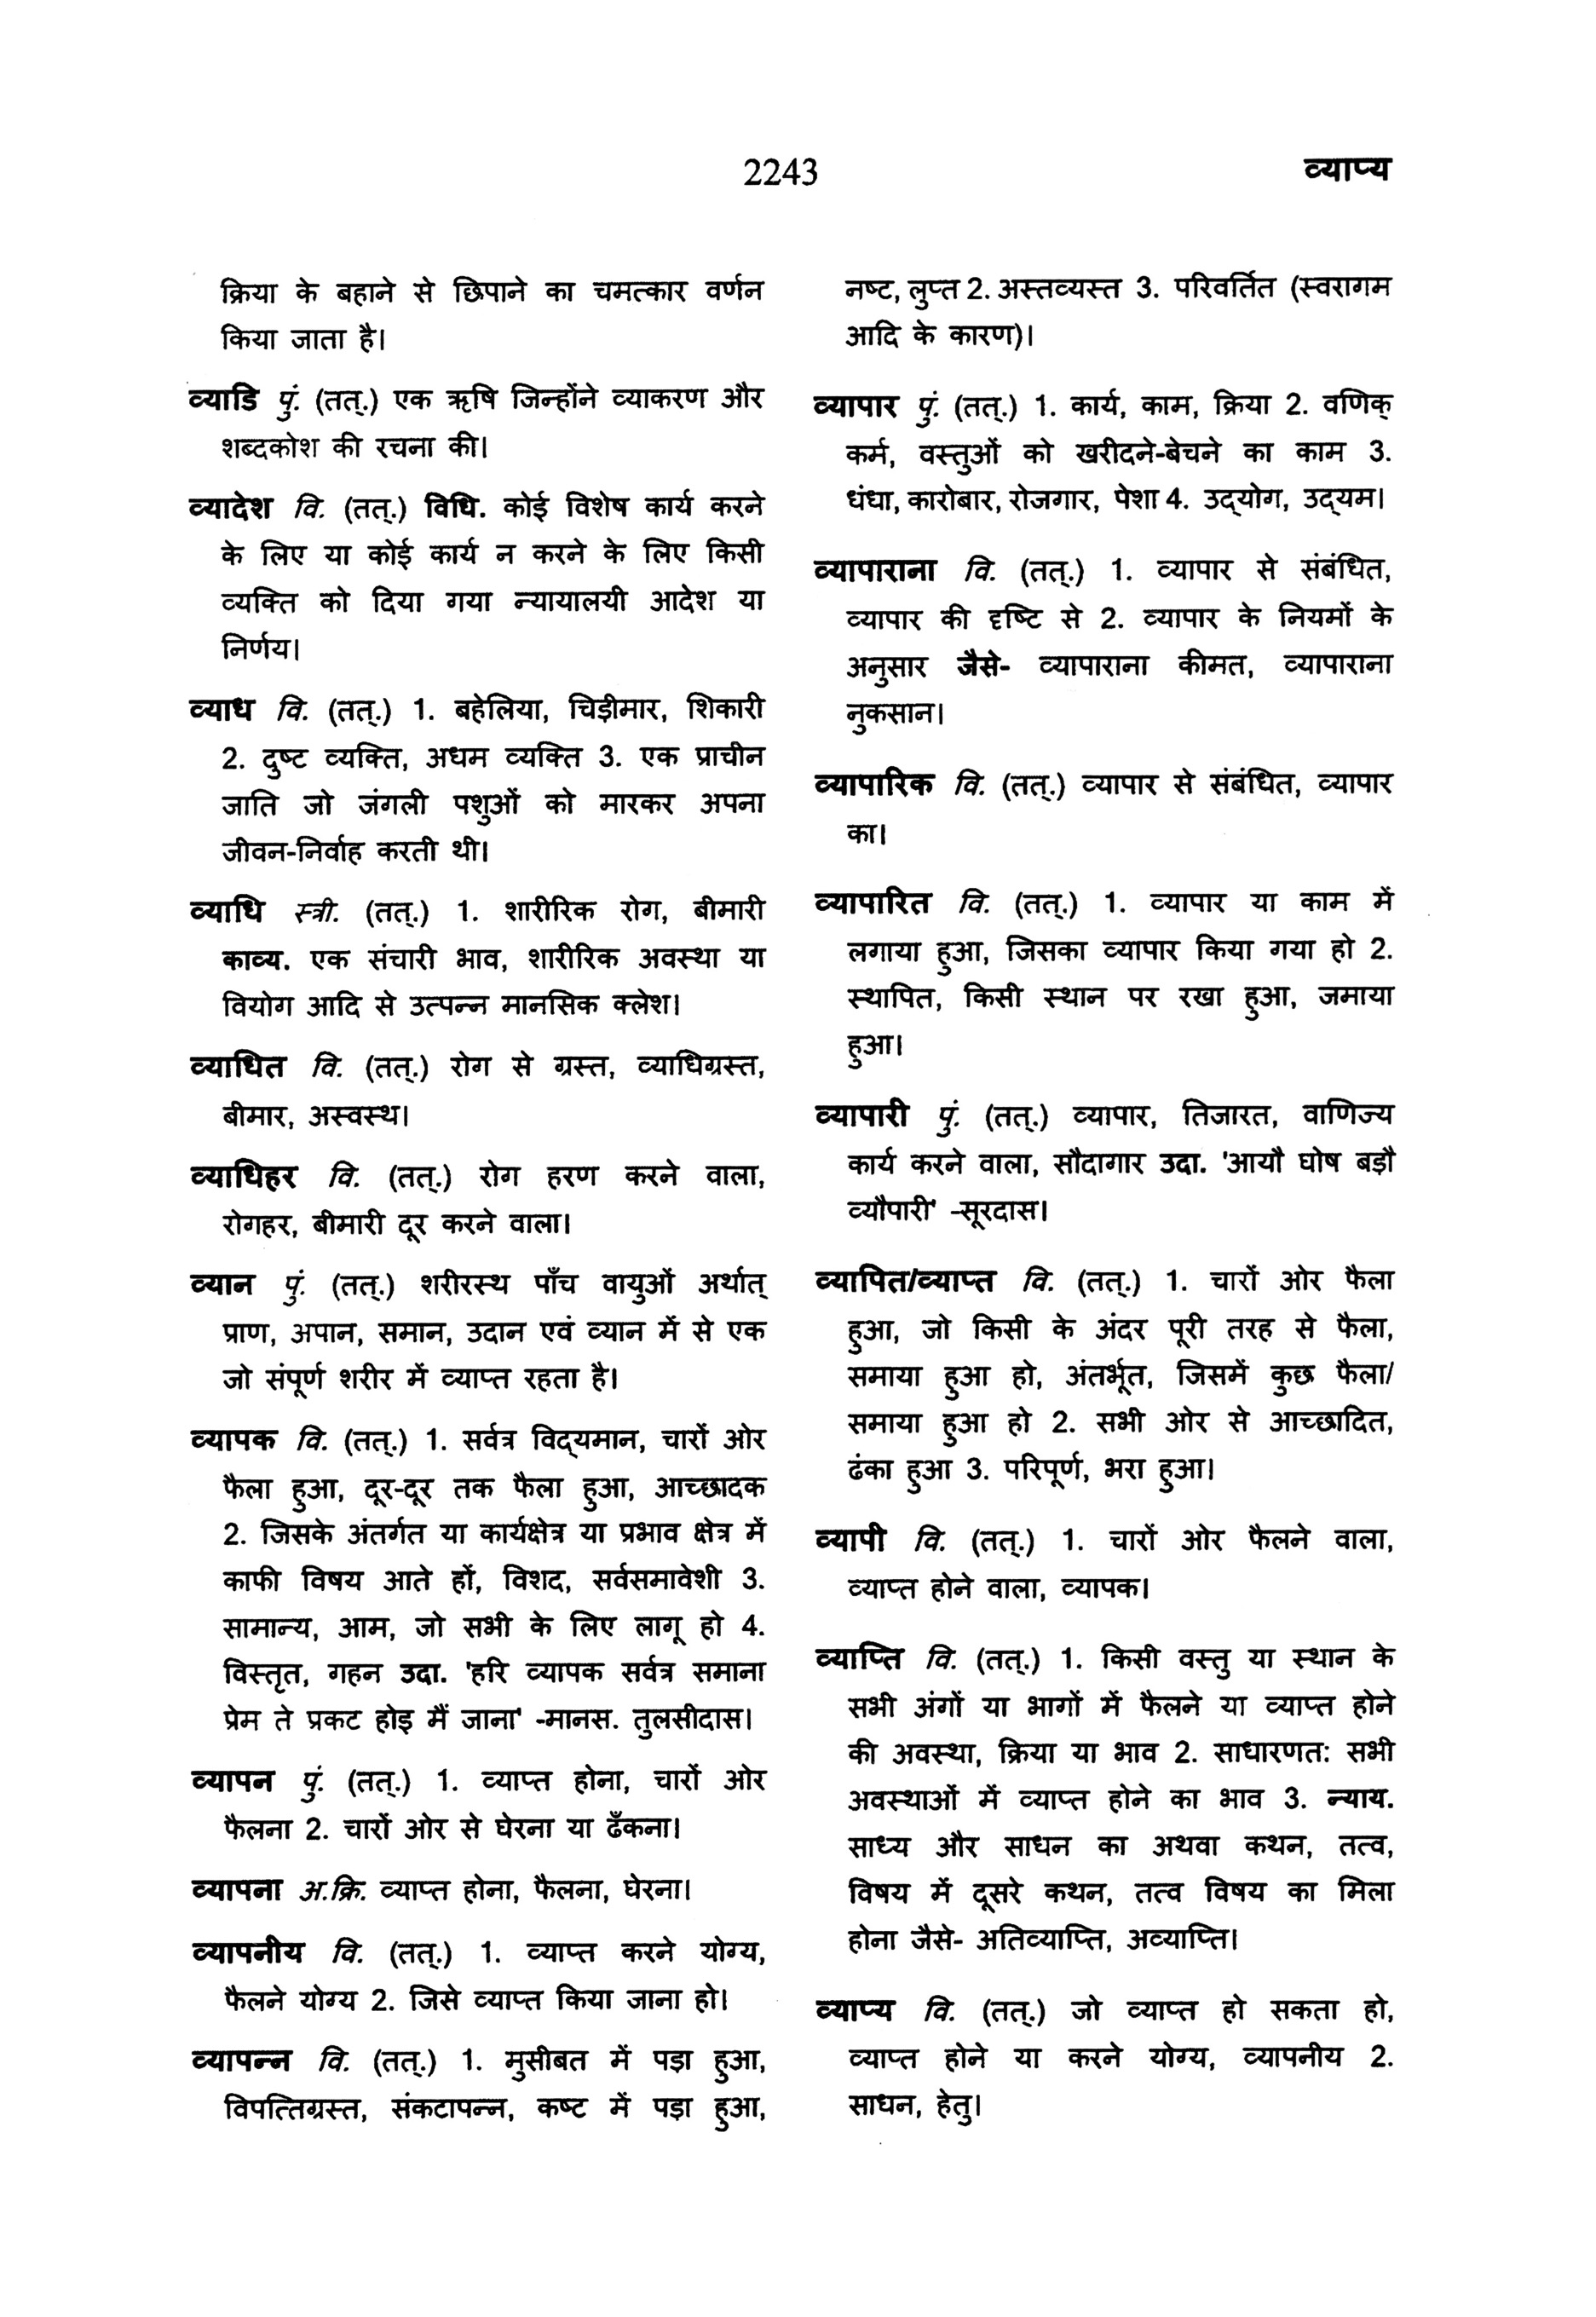 2243
व्याप्य
क्रिया के बहाने से छिपाने का चमत्कार वर्णन
किया जाता है।
व्याडि पुं. (तत्.) एक ऋषि जिन्होंने व्याकरण और
शब्दकोश की रचना की।
व्यादेश वि. (तत्.) विधि. कोई विशेष कार्य करने
के लिए या कोई कार्य न करने के लिए किसी
व्यक्ति को दिया गया न्यायालयी आदेश या
निर्णय।
व्याध वि. (तत्.) 1. बहेलिया, चिड़ीमार, शिकारी
2. दुष्ट व्यक्ति, अधम व्यक्ति 3. एक प्राचीन
जाति जो जंगली पशुओं को मारकर अपना
जीवन-निर्वाह करती थी।
व्याधि स्त्री. (तत्.) 1. शारीरिक रोग, बीमारी
काव्य. एक संचारी भाव, शारीरिक अवस्था या
वियोग आदि से उत्पन्न मानसिक क्लेश।
व्याधित वि. (तत्.) रोग से ग्रस्त, व्याधिग्रस्त,
बीमार, अस्वस्थ।
व्याधिहर वि. (तत्.) रोग हरण करने वाला,
रोगहर, बीमारी दूर करने वाला।
व्यान पुं. (तत्.) शरीरस्थ पाँच वायुओं अर्थात्
प्राण, अपान, समान, उदान एवं व्यान में से एक
जो संपूर्ण शरीर में व्याप्त रहता है।
व्यापक वि. (तत्.) 1. सर्वत्र विद्‌यमान, चारों ओर
फैला हुआ, दूर-दूर तक फैला हुआ, आच्छादक
2. जिसके अंतर्गत या कार्यक्षेत्र या प्रभाव क्षेत्र में
काफी विषय आते हों, विशद, सर्वसमावेशी 3.
सामान्य, आम, जो सभी के लिए लागू हो 4.
विस्तृत, गहन उदा. 'हरि व्यापक सर्वत्र समाना
प्रेम ते प्रकट होइ मैं जाना' -मानस. तुलसीदास।
व्यापन पुं. (तत्.) 1. व्याप्त होना, चारों ओर
फैलना 2. चारों ओर से घेरना या ढँकना।
व्यापना अ.क्रि. व्याप्त होना, फैलना, घेरना।
व्यापनीय वि. (तत्.) 1. व्याप्त करने योग्य,
फैलने योग्य 2. जिसे व्याप्त किया जाना हो।
व्यापन्न वि. (तत्.) 1. मुसीबत में पड़ा हुआ,
विपत्तिग्रस्त, संकटापन्न, कष्ट में पड़ा हुआ,
नष्ट, लुप्त 2. अस्तव्यस्त 3. परिवर्तित (स्वरागम
आदि के कारण)।
व्यापार पुं. (तत्.) 1. कार्य, काम, क्रिया 2. वणिक्
कर्म, वस्तुओं को खरीदने-बेचने का काम 3.
धंधा, कारोबार, रोजगार, पेशा 4. उद्‌योग, उद्‌यम।
व्यापाराना वि. (तत्.) 1. व्यापार से संबंधित,
व्यापार की दृष्टि से 2. व्यापार के नियमों के
अनुसार जैसे- व्यापाराना कीमत, व्यापाराना
नुकसान।
व्यापारिक वि. (तत्.) व्यापार से संबंधित, व्यापार
का।
व्यापारित वि. (तत्.) 1. व्यापार या काम में
लगाया हुआ, जिसका व्यापार किया गया हो 2.
स्थापित, किसी स्थान पर रखा हुआ, जमाया
हुआ।
व्यापारी पुं. (तत्.) व्यापार, तिजारत, वाणिज्य
कार्य करने वाला, सौदागार उदा. 'आयौ घोष बड़ौ
व्यौपारी' -सूरदास।
व्यापित/व्याप्त वि. (तत्.) 1. चारों ओर फैला
हुआ, जो किसी के अंदर पूरी तरह से फैला,
समाया हुआ हो, अंतर्भूत, जिसमें कुछ फैला/
समाया हुआ हो 2. सभी ओर से आच्छादित,
ढंका हुआ 3. परिपूर्ण, भरा हुआ।
व्यापी वि. (तत्.) 1. चारों ओर फैलने वाला,
व्याप्त होने वाला, व्यापक।
व्याप्ति वि. (तत्.) 1. किसी वस्तु या स्थान के
सभी अंगों या भागों में फैलने या व्याप्त होने
की अवस्था, क्रिया या भाव 2. साधारणत: सभी
अवस्थाओं में व्याप्त होने का भाव 3. न्याय.
साध्य और साधन का अथवा कथन, तत्व,
विषय में दूसरे कथन, तत्व विषय का मिला
होना जैसे- अतिव्याप्ति, अव्याप्ति।
व्याप्य वि. (तत्.) जो व्याप्त हो सकता हो,
व्याप्त होने या करने योग्य, व्यापनीय 2.
साधन, हेतु।